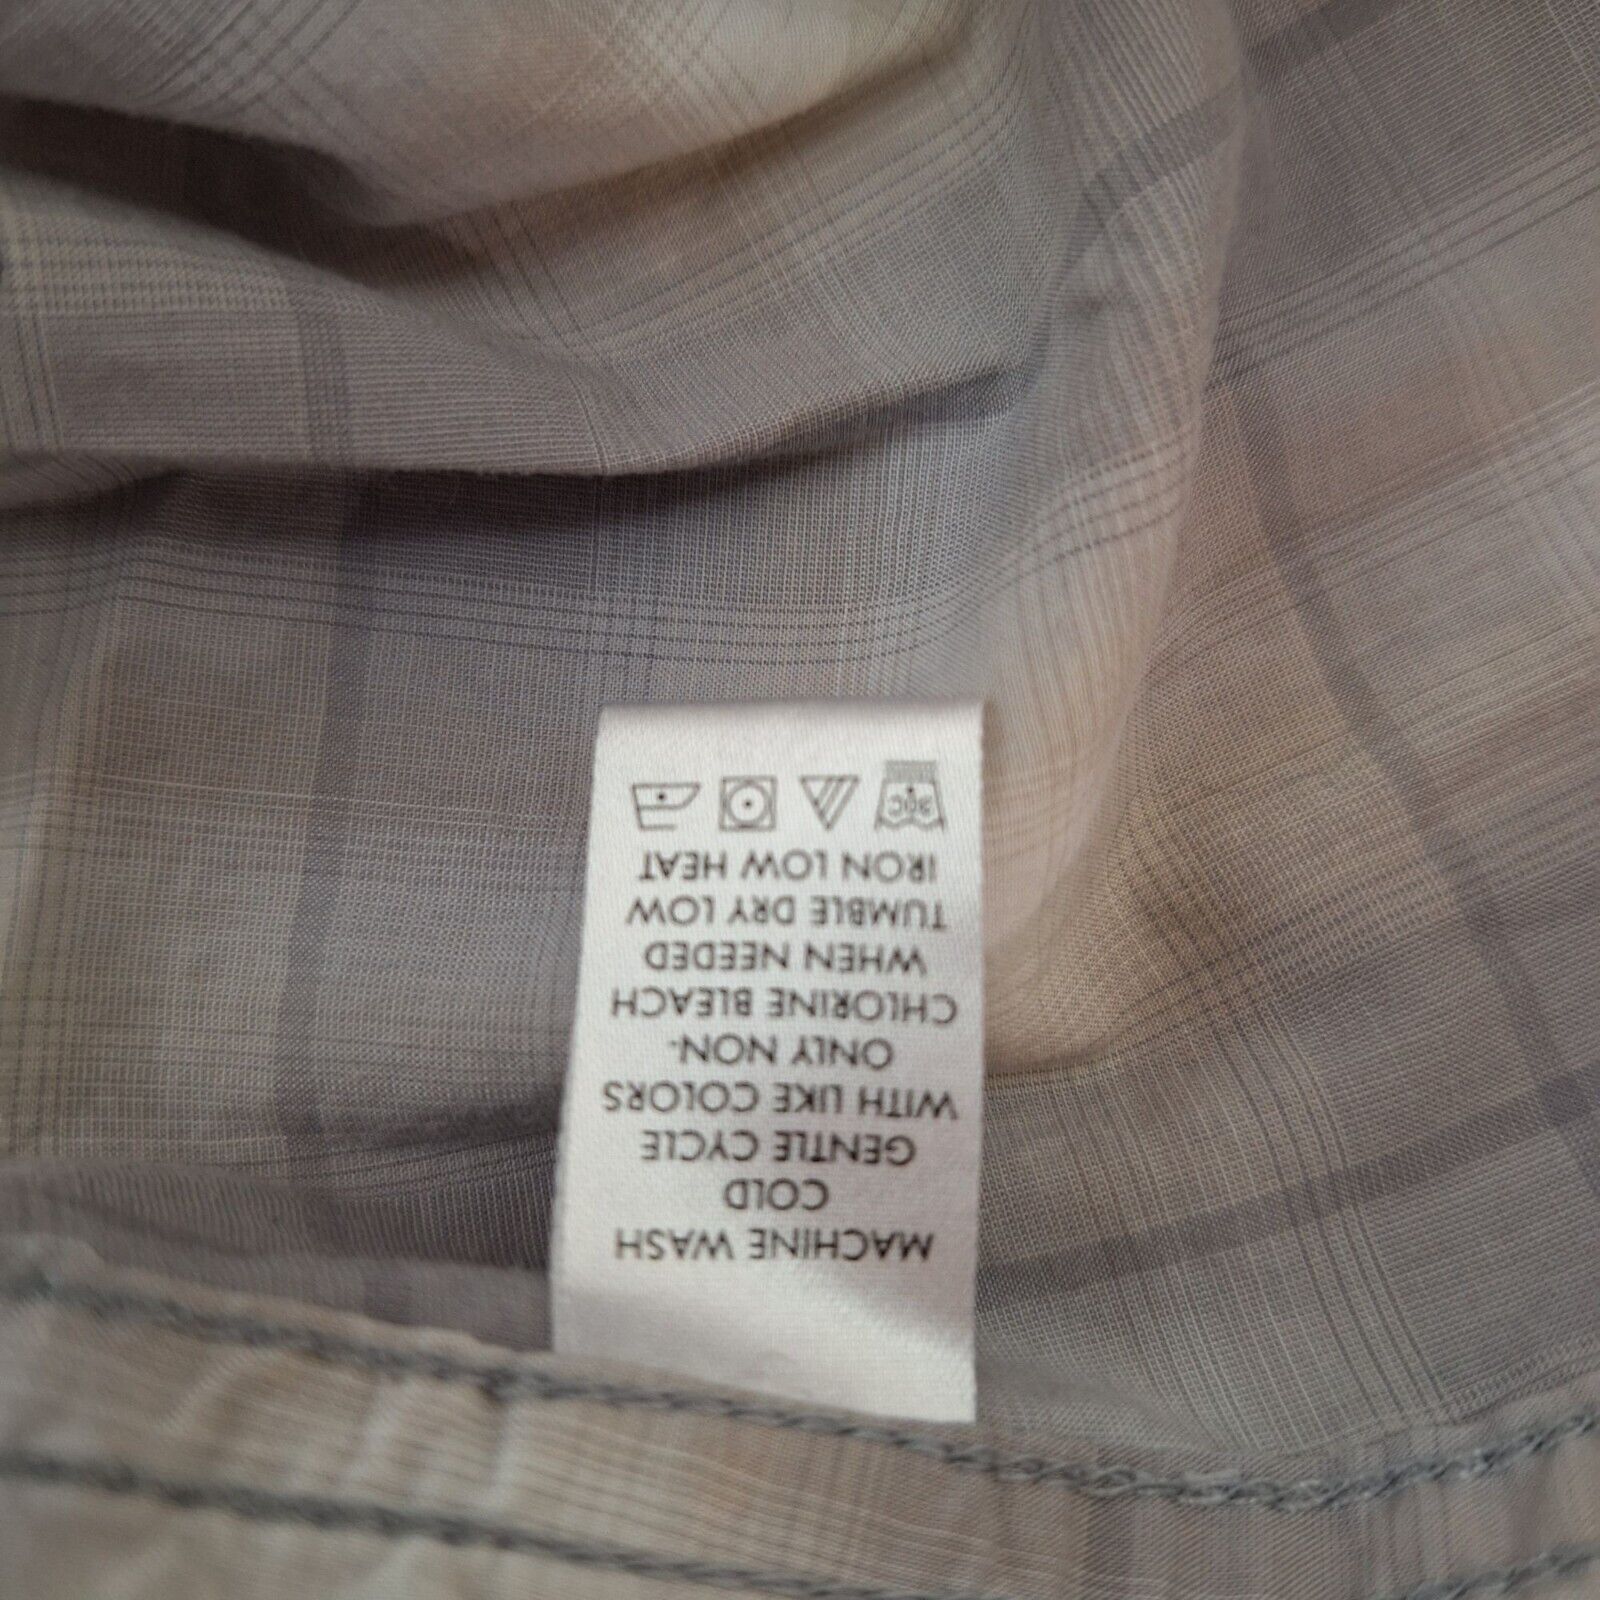 MACHINE WASH
COLD
GENTLE CYCLE
WITH LIKE COLORS
ONLY NON-
CHLORINE BLEACH
WHEN NEEDED
TUMBLE DRY LOW
IRON LOW HEAT
30C